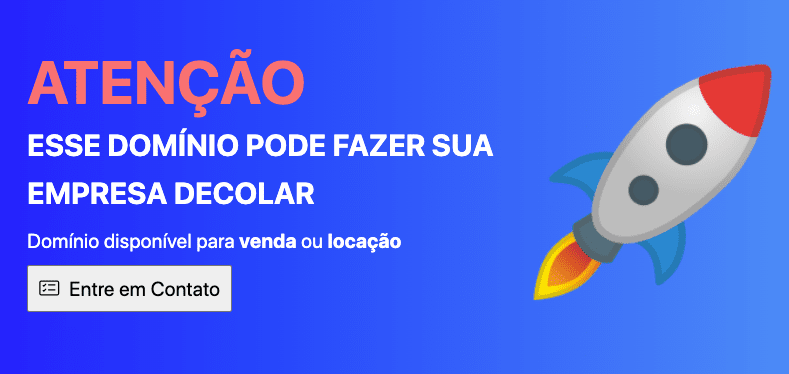 ATENÇÃO
ESSE DOMÍNIO PODE FAZER SUA
EMPRESA DECOLAR
Domínio disponível para venda ou locação
Entre em Contato